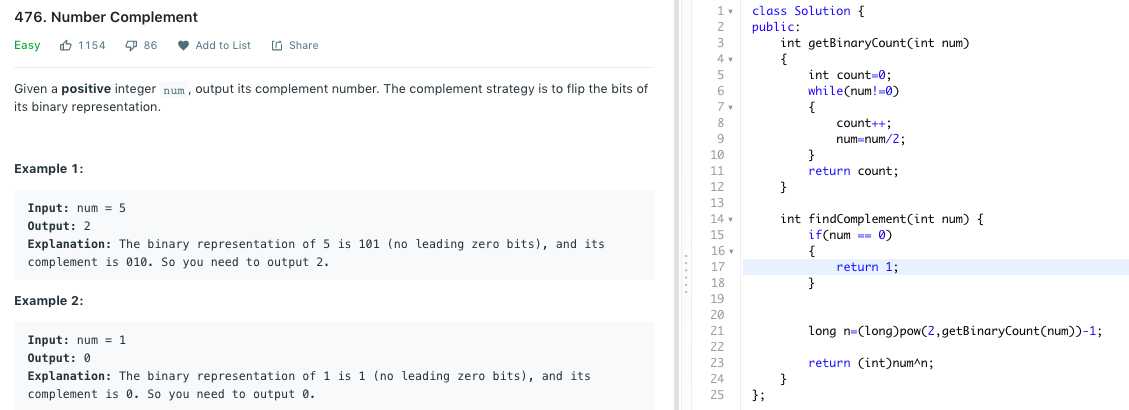 476. Number Complement
Easy 1154 86 Add to List Share
Given a positive integer num, output its complement number. The complement strategy is to flip the bits of
its binary representation.
Example 1:
Input: num = 5
Output: 2
Explanation: The binary representation of 5 is 101 (no leading zero bits), and its
complement is 010. So you need to output 2.
Example 2:
Input: num = 1
Output: 0
Explanation: The binary representation of 1 is 1 (no leading zero bits), and its
complement is 0. So you need to output 0.
1 class Solution {
2 public:
3     int getBinaryCount(int num)
4     {
5         int count=0;
6         while(num!=0)
7         {
8             count++;
9             num=num/2;
10         }
11         return count;
12     }
13
14     int findComplement(int num) {
15         if(num == 0)
16         {
17             return 1;
18         }
19
20
21         long n=(long)pow(2,getBinaryCount(num))-1;
22
23         return (int)num^n;
24     }
25 };